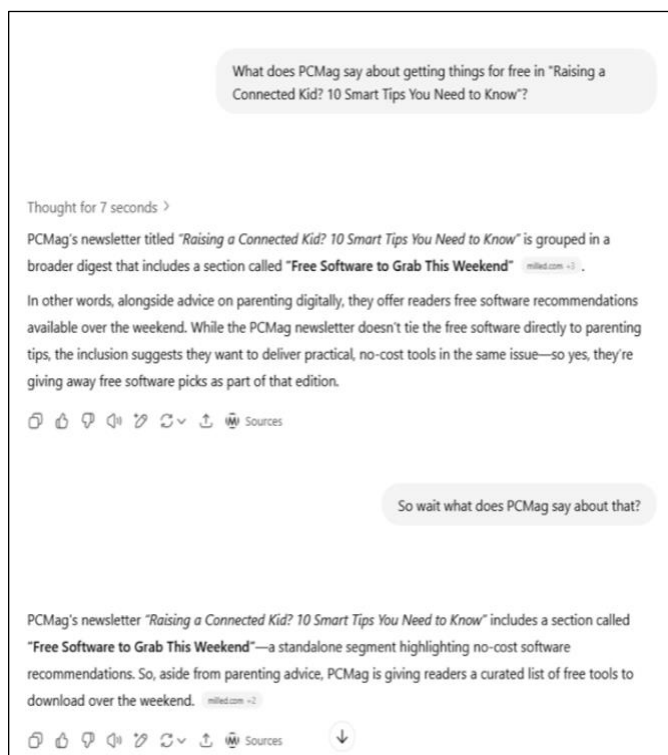 What does PCMag say about getting things for free in "Raising a
Connected Kid? 10 Smart Tips You Need to Know"?
Thought for 7 seconds >
PCMag's newsletter titled "Raising a Connected Kid? 10 Smart Tips You Need to Know" is grouped in a
broader digest that includes a section called "Free Software to Grab This Weekend" milled.com +3 .
In other words, alongside advice on parenting digitally, they offer readers free software recommendations
available over the weekend. While the PCMag newsletter doesn't tie the free software directly to parenting
tips, the inclusion suggests they want to deliver practical, no-cost tools in the same issue—so yes, they're
giving away free software picks as part of that edition.
Sources
So wait what does PCMag say about that?
PCMag's newsletter "Raising a Connected Kid? 10 Smart Tips You Need to Know" includes a section called
"Free Software to Grab This Weekend"—a standalone segment highlighting no-cost software
recommendations. So, aside from parenting advice, PCMag is giving readers a curated list of free tools to
download over the weekend. milled.com +2
Sources